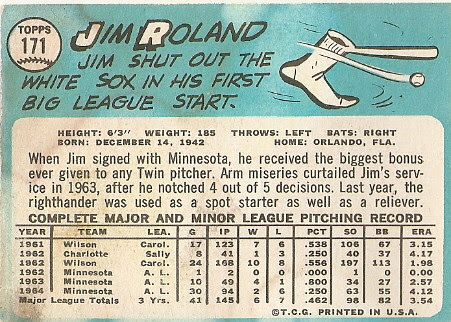 TOPPS
171
JIM ROLAND
JIM SHUT OUT THE
WHITE SOX IN HIS FIRST
BIG LEAGUE START.
HEIGHT: 6'3" WEIGHT: 185 THROWS: LEFT BATS: RIGHT
BORN: DECEMBER 14, 1942 HOME: ORLANDO, FLA.
When Jim signed with Minnesota, he received the biggest bonus
ever given to any Twin pitcher. Arm miseries curtailed Jim's serv-
ice in 1963, after he notched 4 out of 5 decisions. Last year, the
righthander was used as a spot starter as well as a reliever.
COMPLETE MAJOR AND MINOR LEAGUE PITCHING RECORD
YEAR TEAM LEA. G IP W L PCT SO BB ERA
1961 Wilson Carol. 17 123 7 6 .538 106 67 3.15
1962 Charlotte Sally 8 41 1 3 .250 40 37 4.17
1962 Wilson Carol. 24 168 10 8 .556 197 113 1.98
1962 Minnesota A. L. 1 2 0 0 .000 1 0 0.00
1963 Minnesota A. L. 10 49 4 1 .800 34 27 2.57
1964 Minnesota A. L. 30 94 2 6 .250 63 55 4.12
Major League Totals 3 Yrs. 41 145 6 7 .462 98 82 3.54
©T.C.G. PRINTED IN U.S.A.